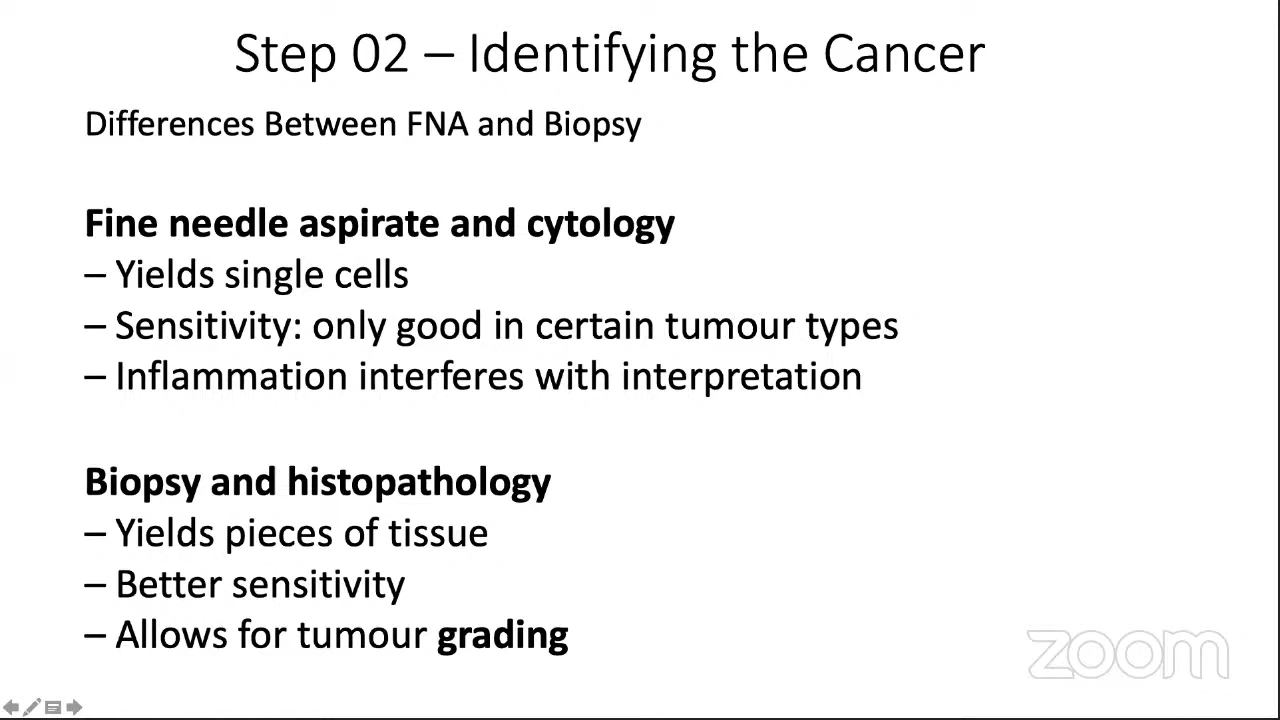 Step 02 – Identifying the Cancer
Differences Between FNA and Biopsy
Fine needle aspirate and cytology
– Yields single cells
– Sensitivity: only good in certain tumour types
– Inflammation interferes with interpretation
Biopsy and histopathology
– Yields pieces of tissue
– Better sensitivity
– Allows for tumour grading
zoom